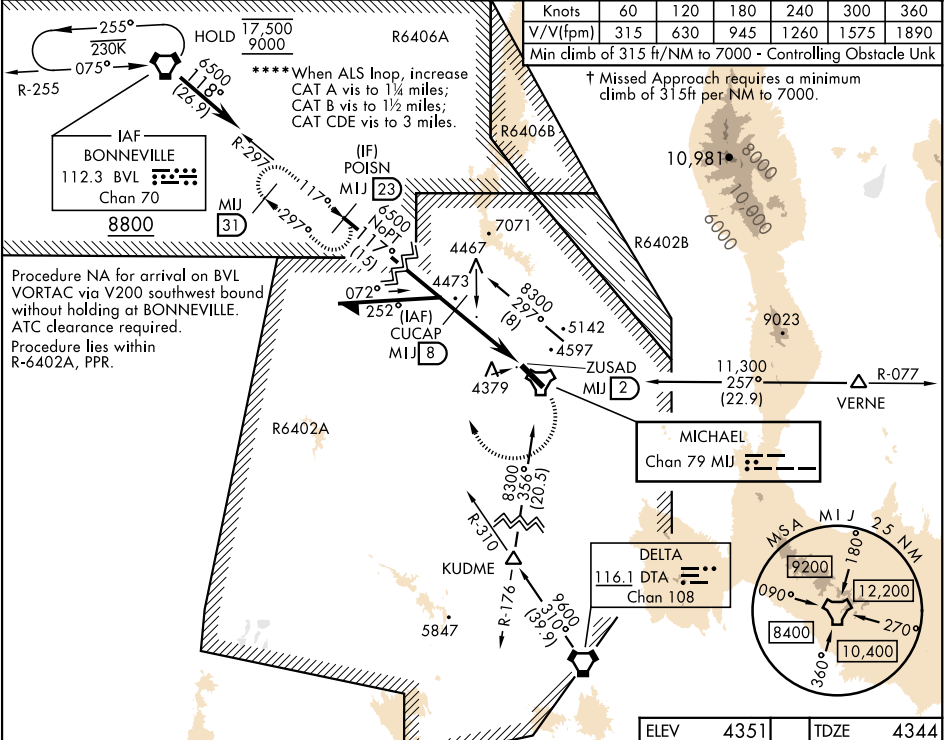 Knots 60 120 180 240 300 360
V/V(fpm) 315 630 945 1260 1575 1890
Min climb of 315 ft/NM to 7000 - Controlling Obstacle Unk
† Missed Approach requires a minimum
climb of 315ft per NM to 7000.
255°
230K
075°
R-255
HOLD 17,500
9000
R6406A
6500
118°
(26.9)
****When ALS Inop, increase
CAT A vis to 1¼ miles;
CAT B vis to 1½ miles;
CAT CDE vis to 3 miles.
R6406B
IAF
BONNEVILLE
112.3 BVL
Chan 70
8800
R-297
(IF)
POISN
MIJ 23
MIJ
31
117°
297°
6500
NoPT
117°
(15)
10,981
8000
10,000
6000
R6402B
7071
4467
4473
8300
297°
(8)
5142
4597
Procedure NA for arrival on BVL
VORTAC via V200 southwest bound
without holding at BONNEVILLE.
ATC clearance required.
Procedure lies within
R-6402A, PPR.
072°
252°
(IAF)
CUCAP
MIJ 8
4379
ZUSAD
MIJ 2
9023
11,300
257°
(22.9)
R-077
VERNE
R6402A
MICHAEL
Chan 79 MIJ
8300
356°
(20.5)
R-310
KUDME
R-176
9600
310°
(39.9)
DELTA
116.1 DTA
Chan 108
5847
MSA MIJ 25 NM
180°
9200
12,200
090°
270°
8400
10,400
360°
ELEV 4351 TDZE 4344